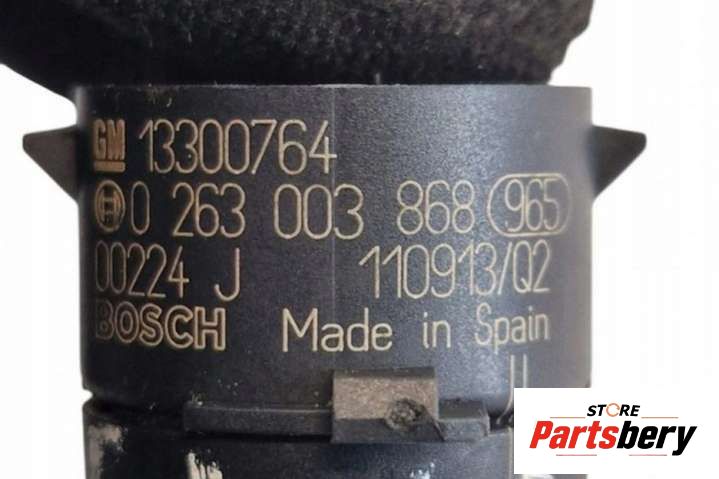 GM 13300764
0 263 003 868 965
00224 J 110913/Q2
BOSCH Made in Spain
STORE
Partsbery